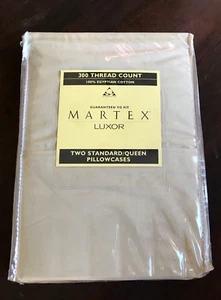 300 THREAD COUNT
100% EGYPTIAN COTTON
GUARANTEED TO FIT
MARTEX
LUXOR
TWO STANDARD/QUEEN
PILLOWCASES